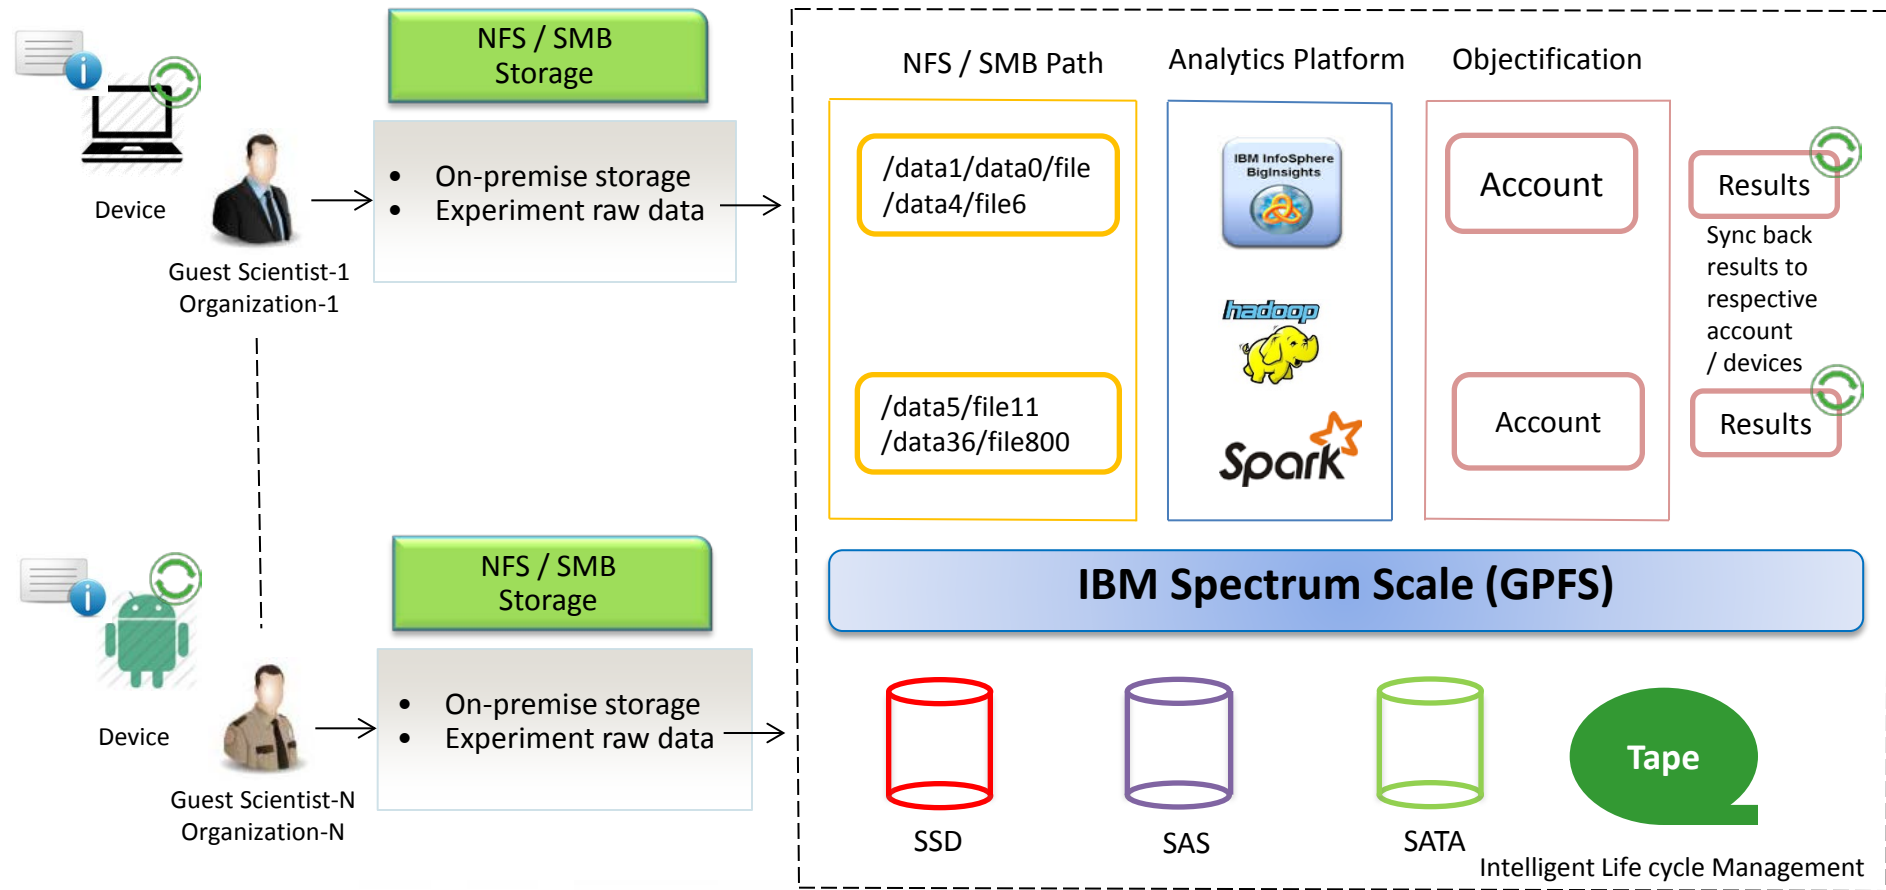 NFS / SMB
Storage
• On-premise storage
• Experiment raw data
Device
Guest Scientist-1
Organization-1
NFS / SMB
Storage
• On-premise storage
• Experiment raw data
Device
Guest Scientist-N
Organization-N
NFS / SMB Path
/data1/data0/file
/data4/file6
/data5/file11
/data36/file800
Analytics Platform
IBM InfoSphere
BigInsights
hadoop
Spark
Objectification
Account
Account
Results
Sync back
results to
respective
account
/ devices
Results
IBM Spectrum Scale (GPFS)
SSD
SAS
SATA
Tape
Intelligent Life cycle Management